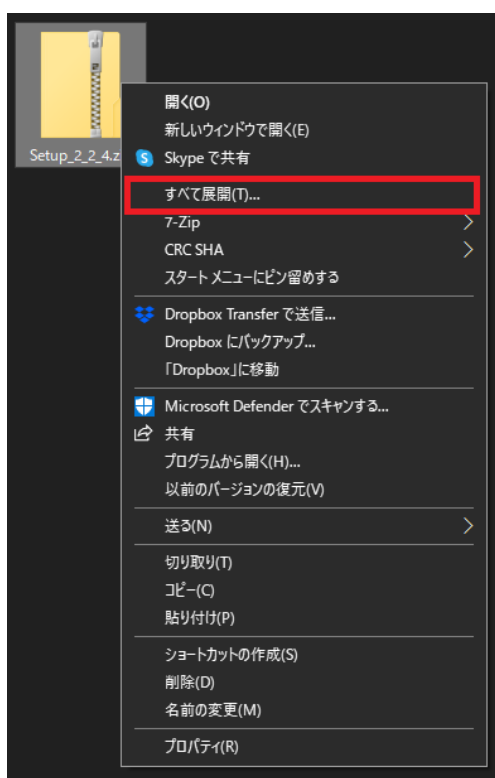 Setup_2_2_4.z
開く(O)
新しいウィンドウで開く(E)
Skype で共有
すべて展開(T)...
7-Zip
CRC SHA
スタート メニューにピン留めする
Dropbox Transfer で送信...
Dropbox にバックアップ...
「Dropbox」に移動
Microsoft Defender でスキャンする...
共有
プログラムから開く(H)...
以前のバージョンの復元(V)
送る(N)
切り取り(T)
コピー(C)
貼り付け(P)
ショートカットの作成(S)
削除(D)
名前の変更(M)
プロパティ(R)